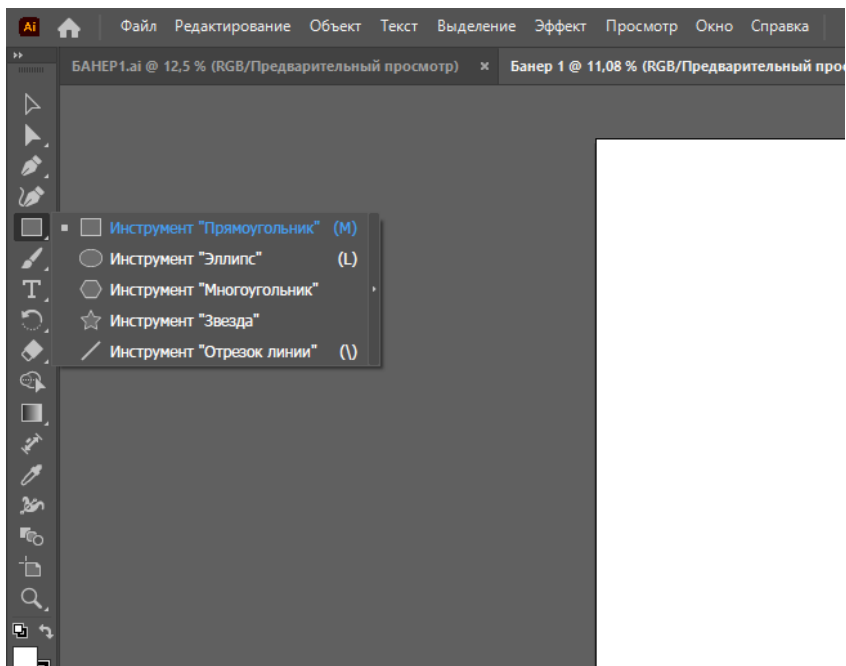 Ai Файл Редактирование Объект Текст Выделение Эффект Просмотр Окно Справка
БАНЕР1.ai @ 12,5 % (RGB/Предварительный просмотр) × Банер 1 @ 11,08 % (RGB/Предварительный прос
Инструмент "Прямоугольник" (M)
Инструмент "Эллипс" (L)
Инструмент "Многоугольник"
Инструмент "Звезда"
Инструмент "Отрезок линии" (\)